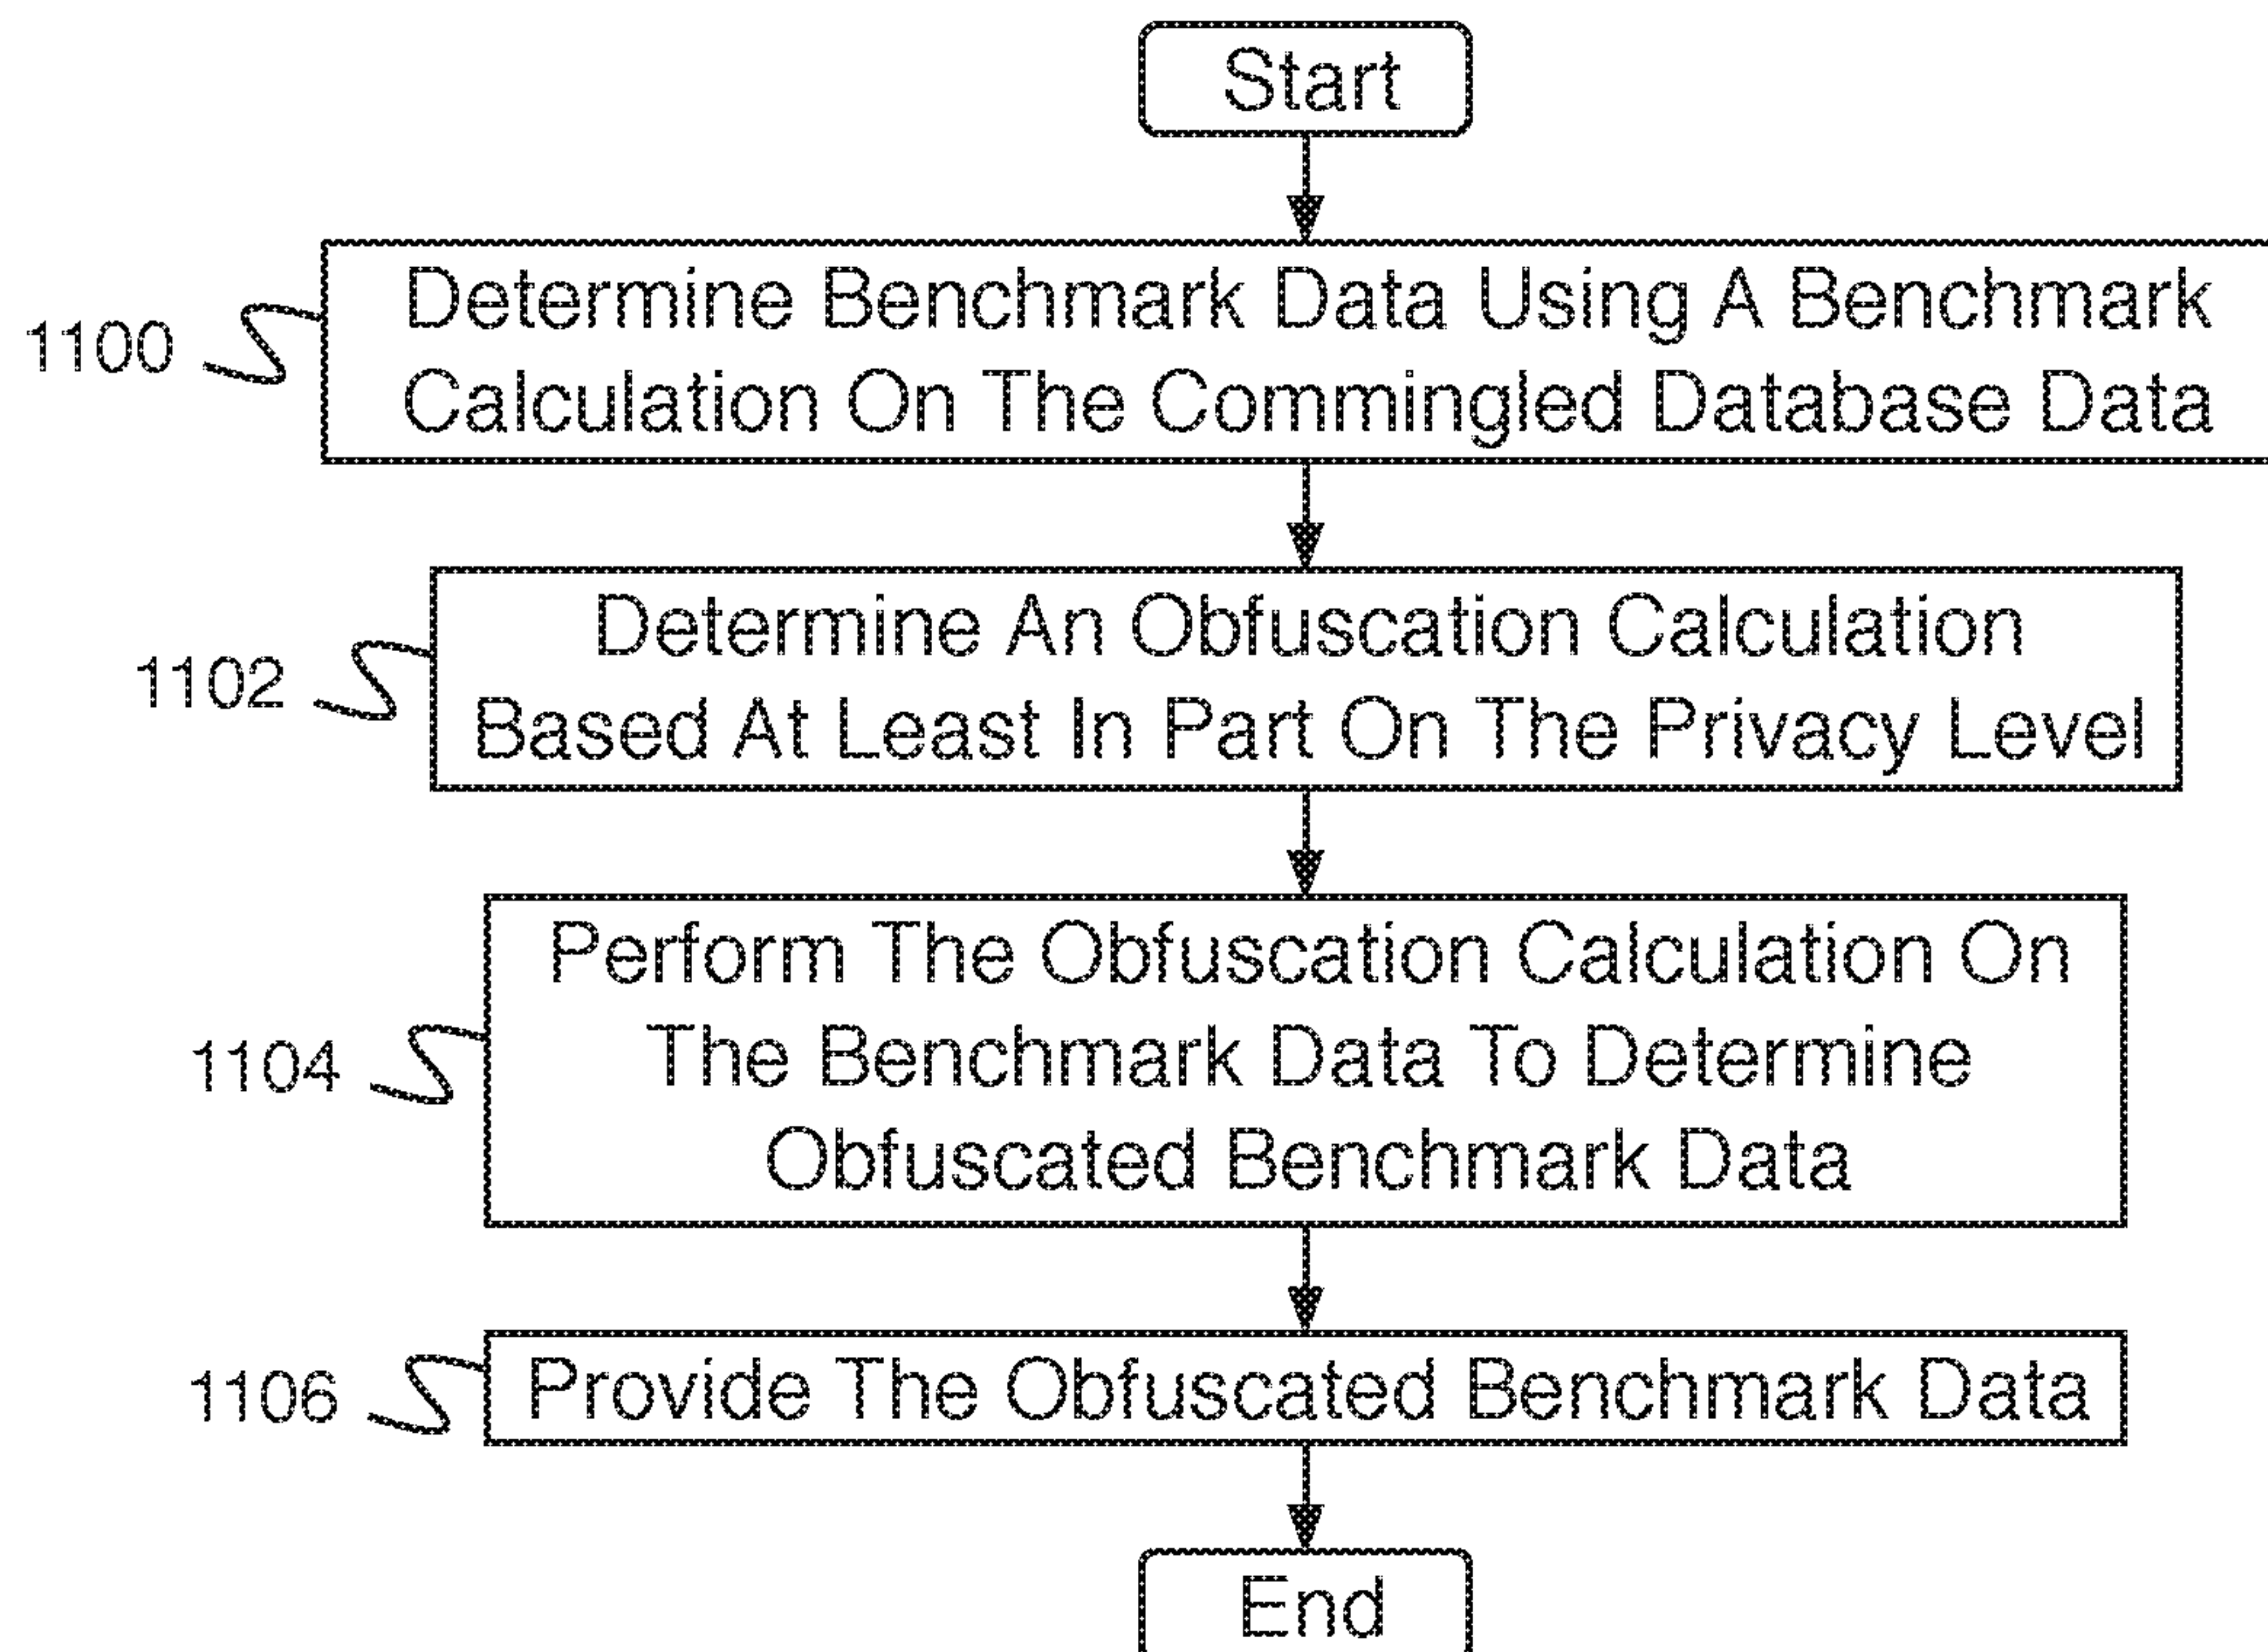 Start
1100
Determine Benchmark Data Using A Benchmark
Calculation On The Commingled Database Data
1102
Determine An Obfuscation Calculation
Based At Least In Part On The Privacy Level
1104
Perform The Obfuscation Calculation On
The Benchmark Data To Determine
Obfuscated Benchmark Data
1106
Provide The Obfuscated Benchmark Data
End